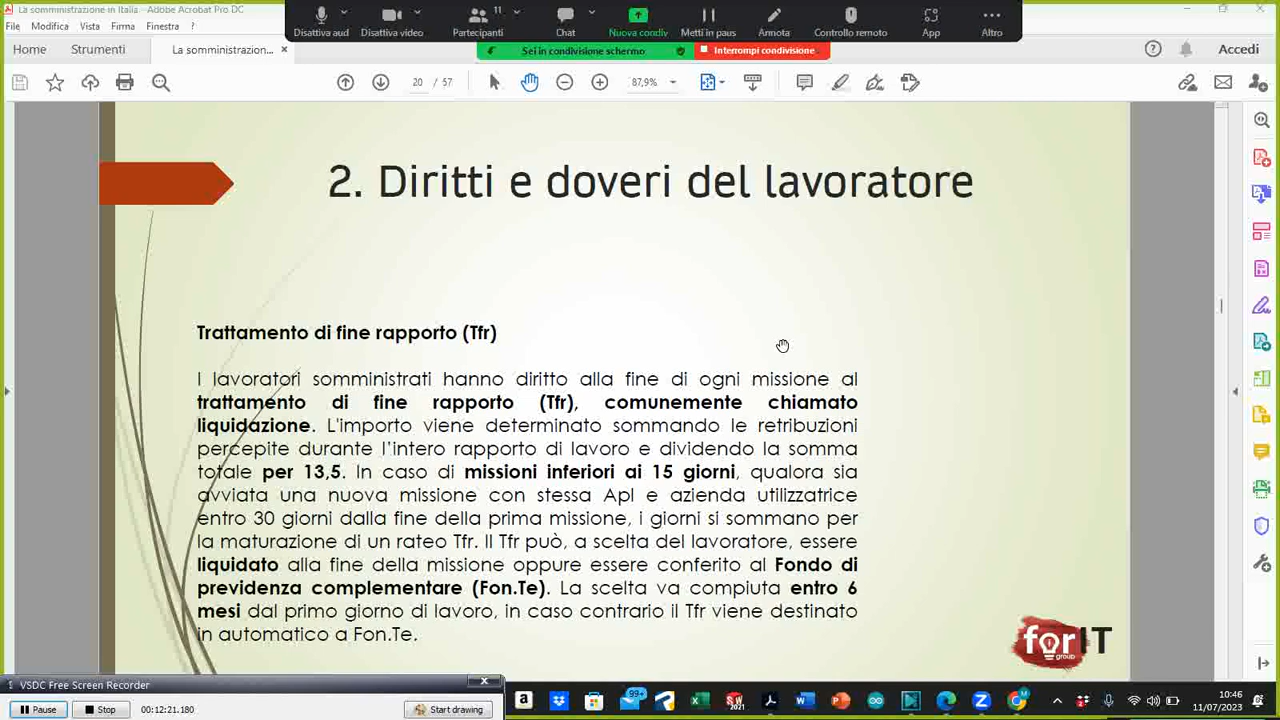 La somministrazione in Italia - Adobe Acrobat Pro DC
File Modifica Vista Firma Finestra ?
Disattiva aud Disattiva video 11 Partecipanti Chat Nuova condiv Metti in paus Annota Controllo remoto App Altro
Sei in condivisione schermo Interrompi condivisione
Home Strumenti La somministrazion... × Accedi
20 / 57 87,9%
2. Diritti e doveri del lavoratore
Trattamento di fine rapporto (Tfr)
I lavoratori somministrati hanno diritto alla fine di ogni missione al
trattamento di fine rapporto (Tfr), comunemente chiamato
liquidazione. L'importo viene determinato sommando le retribuzioni
percepite durante l'intero rapporto di lavoro e dividendo la somma
totale per 13,5. In caso di missioni inferiori ai 15 giorni, qualora sia
avviata una nuova missione con stessa Apl e azienda utilizzatrice
entro 30 giorni dalla fine della prima missione, i giorni si sommano per
la maturazione di un rateo Tfr. Il Tfr può, a scelta del lavoratore, essere
liquidato alla fine della missione oppure essere conferito al Fondo di
previdenza complementare (Fon.Te). La scelta va compiuta entro 6
mesi dal primo giorno di lavoro, in caso contrario il Tfr viene destinato
in automatico a Fon.Te.
forIT
group
VSDC Free Screen Recorder
Pause Stop 00:12:21.180 Start drawing
99+
2021
10:46
11/07/2023